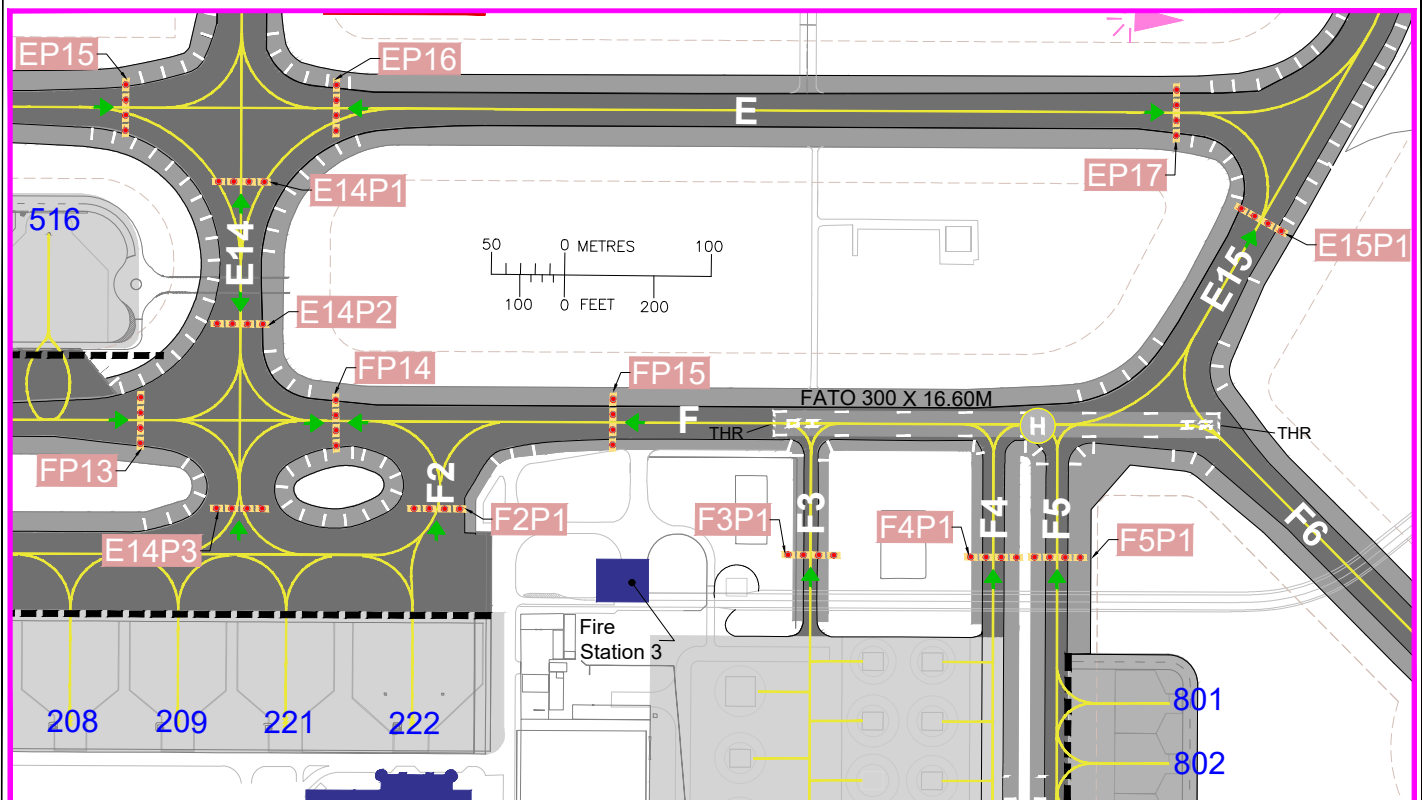 EP15
EP16
E
EP17
E14P1
516
E14
50 0 METRES 100
100 0 FEET 200
E15P1
E15
E14P2
FP14
FP15
FATO 300 X 16.60M
F
THR
H
THR
FP13
F2
F2P1
F3P1
F3
F4P1
F4
F5
F5P1
F6
E14P3
Fire
Station 3
208
209
221
222
801
802